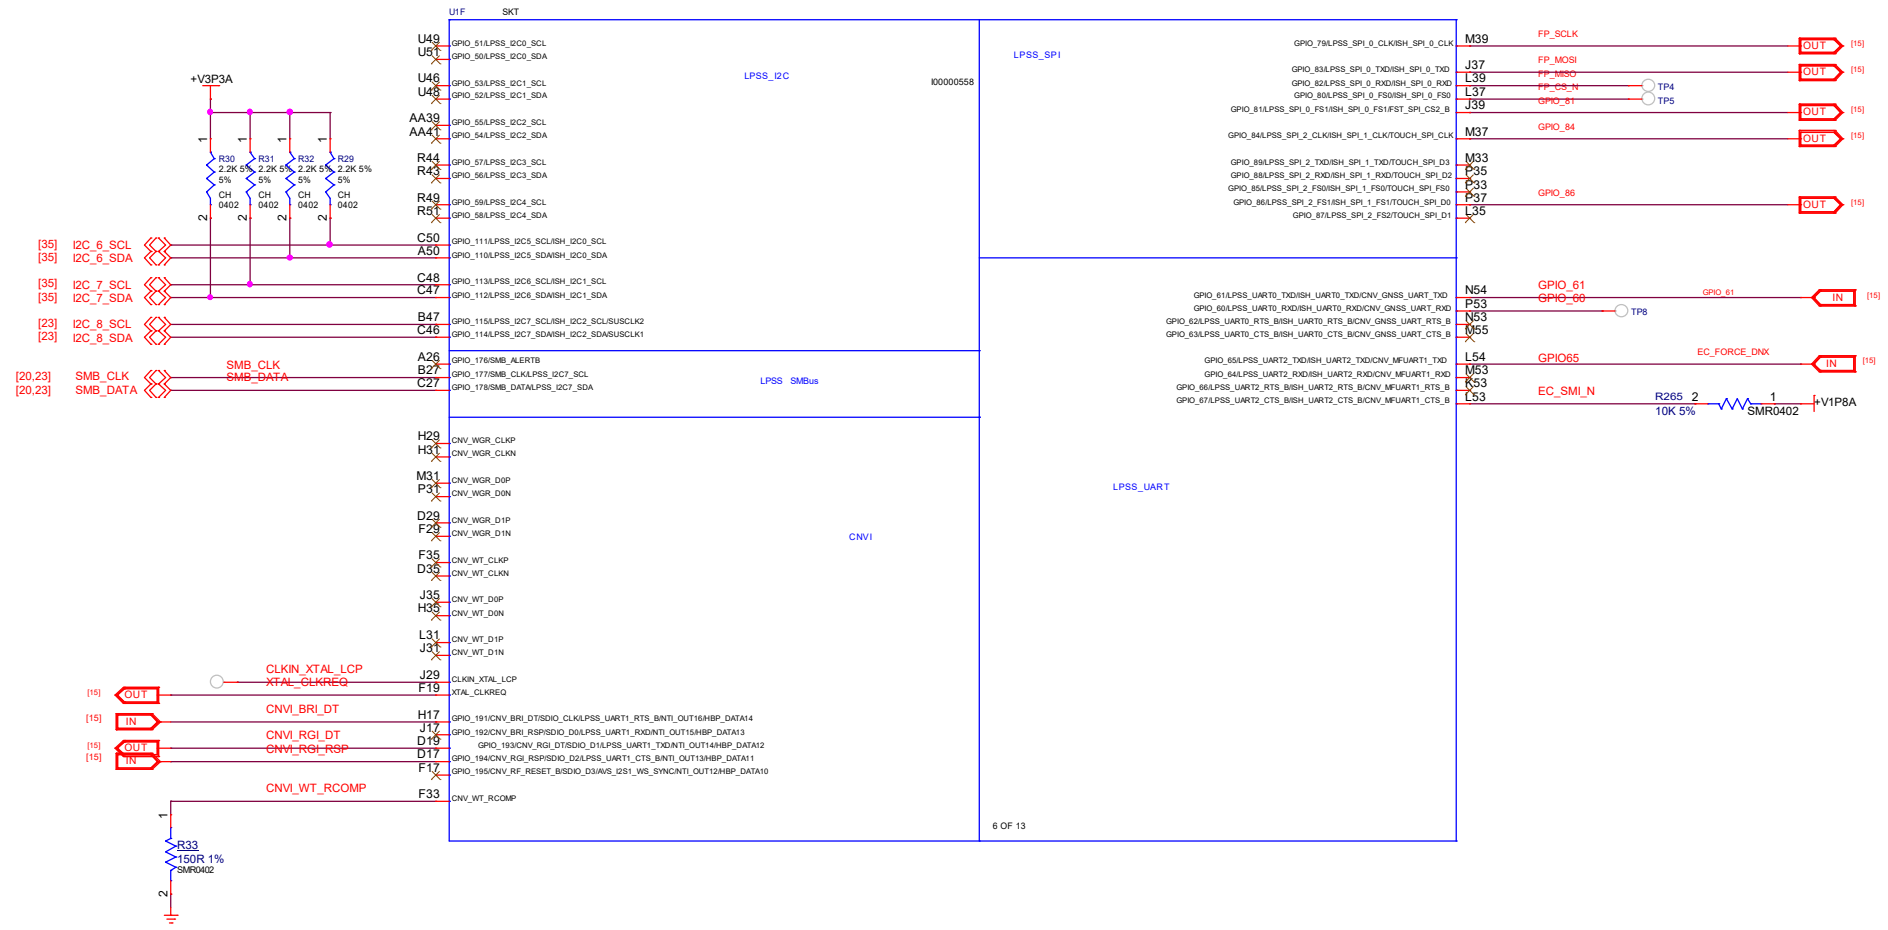 U1F SKT
LPSS_I2C
I00000558
LPSS_SPI
LPSS SMBus
LPSS_UART
CNVI
6 OF 13
+V3P3A
1 1 1 1
R30 R31 R32 R29
2.2K 5% 2.2K 5% 2.2K 5% 2.2K 5%
5% 5% 5% 5%
CH CH CH CH
0402 0402 0402 0402
2 2 2 2
U49 GPIO_51/LPSS_I2C0_SCL
U51 GPIO_50/LPSS_I2C0_SDA
U46 GPIO_53/LPSS_I2C1_SCL
U48 GPIO_52/LPSS_I2C1_SDA
AA39 GPIO_55/LPSS_I2C2_SCL
AA41 GPIO_54/LPSS_I2C2_SDA
R44 GPIO_57/LPSS_I2C3_SCL
R43 GPIO_56/LPSS_I2C3_SDA
R49 GPIO_59/LPSS_I2C4_SCL
R51 GPIO_58/LPSS_I2C4_SDA
[35] I2C_6_SCL C50 GPIO_111/LPSS_I2C5_SCL/ISH_I2C0_SCL
[35] I2C_6_SDA A50 GPIO_110/LPSS_I2C5_SDA/ISH_I2C0_SDA
[35] I2C_7_SCL C48 GPIO_113/LPSS_I2C6_SCL/ISH_I2C1_SCL
[35] I2C_7_SDA C47 GPIO_112/LPSS_I2C6_SDA/ISH_I2C1_SDA
[23] I2C_8_SCL B47 GPIO_115/LPSS_I2C7_SCL/ISH_I2C2_SCL/SUSCLK2
[23] I2C_8_SDA C46 GPIO_114/LPSS_I2C7_SDA/ISH_I2C2_SDA/SUSCLK1
A26 GPIO_176/SMB_ALERTB
[20,23] SMB_CLK SMB_CLK B27 GPIO_177/SMB_CLK/LPSS_I2C7_SCL
[20,23] SMB_DATA SMB_DATA C27 GPIO_178/SMB_DATA/LPSS_I2C7_SDA
H29 CNV_WGR_CLKP
H31 CNV_WGR_CLKN
M31 CNV_WGR_D0P
P31 CNV_WGR_D0N
D29 CNV_WGR_D1P
F29 CNV_WGR_D1N
F35 CNV_WT_CLKP
D35 CNV_WT_CLKN
J35 CNV_WT_D0P
H35 CNV_WT_D0N
L31 CNV_WT_D1P
J31 CNV_WT_D1N
CLKIN_XTAL_LCP J29 CLKIN_XTAL_LCP
[15] OUT XTAL_CLKREQ F19 XTAL_CLKREQ
[15] IN CNVI_BRI_DT H17 GPIO_191/CNV_BRI_DT/SDIO_CLK/LPSS_UART1_RTS_B/NTI_OUT16/HBP_DATA14
J17 GPIO_192/CNV_BRI_RSP/SDIO_D0/LPSS_UART1_RXD/NTI_OUT15/HBP_DATA13
[15] OUT CNVI_RGI_DT D19 GPIO_193/CNV_RGI_DT/SDIO_D1/LPSS_UART1_TXD/NTI_OUT14/HBP_DATA12
[15] IN CNVI_RGI_RSP D17 GPIO_194/CNV_RGI_RSP/SDIO_D2/LPSS_UART1_CTS_B/NTI_OUT13/HBP_DATA11
F17 GPIO_195/CNV_RF_RESET_B/SDIO_D3/AVS_I2S1_WS_SYNC/NTI_OUT12/HBP_DATA10
CNVI_WT_RCOMP F33 CNV_WT_RCOMP
1
R33
150R 1%
SMR0402
2
GPIO_79/LPSS_SPI_0_CLK/ISH_SPI_0_CLK M39 FP_SCLK OUT [15]
GPIO_83/LPSS_SPI_0_TXD/ISH_SPI_0_TXD J37 FP_MOSI OUT [15]
GPIO_82/LPSS_SPI_0_RXD/ISH_SPI_0_RXD L39 FP_MISO TP4
GPIO_80/LPSS_SPI_0_FS0/ISH_SPI_0_FS0 L37 FP_CS_N TP5
GPIO_81/LPSS_SPI_0_FS1/ISH_SPI_0_FS1/FST_SPI_CS2_B J39 GPIO_81 OUT [15]
GPIO_84/LPSS_SPI_2_CLK/ISH_SPI_1_CLK/TOUCH_SPI_CLK M37 GPIO_84 OUT [15]
GPIO_89/LPSS_SPI_2_TXD/ISH_SPI_1_TXD/TOUCH_SPI_D3 M33
GPIO_88/LPSS_SPI_2_RXD/ISH_SPI_1_RXD/TOUCH_SPI_D2 P35
GPIO_85/LPSS_SPI_2_FS0/ISH_SPI_1_FS0/TOUCH_SPI_FS0 P33
GPIO_86/LPSS_SPI_2_FS1/ISH_SPI_1_FS1/TOUCH_SPI_D0 P37 GPIO_86 OUT [15]
GPIO_87/LPSS_SPI_2_FS2/TOUCH_SPI_D1 L35
GPIO_61/LPSS_UART0_TXD/ISH_UART0_TXD/CNV_GNSS_UART_TXD N54 GPIO_61 GPIO_61 IN [15]
GPIO_60/LPSS_UART0_RXD/ISH_UART0_RXD/CNV_GNSS_UART_RXD P53 GPIO_60 TP8
GPIO_62/LPSS_UART0_RTS_B/ISH_UART0_RTS_B/CNV_GNSS_UART_RTS_B N53
GPIO_63/LPSS_UART0_CTS_B/ISH_UART0_CTS_B/CNV_GNSS_UART_CTS_B M55
GPIO_65/LPSS_UART2_TXD/ISH_UART2_TXD/CNV_MFUART1_TXD L54 GPIO65 EC_FORCE_DNX IN [15]
GPIO_64/LPSS_UART2_RXD/ISH_UART2_RXD/CNV_MFUART1_RXD M53
GPIO_66/LPSS_UART2_RTS_B/ISH_UART2_RTS_B/CNV_MFUART1_RTS_B K53
GPIO_67/LPSS_UART2_CTS_B/ISH_UART2_CTS_B/CNV_MFUART1_CTS_B L53 EC_SMI_N R265 2 1 +V1P8A
10K 5% SMR0402